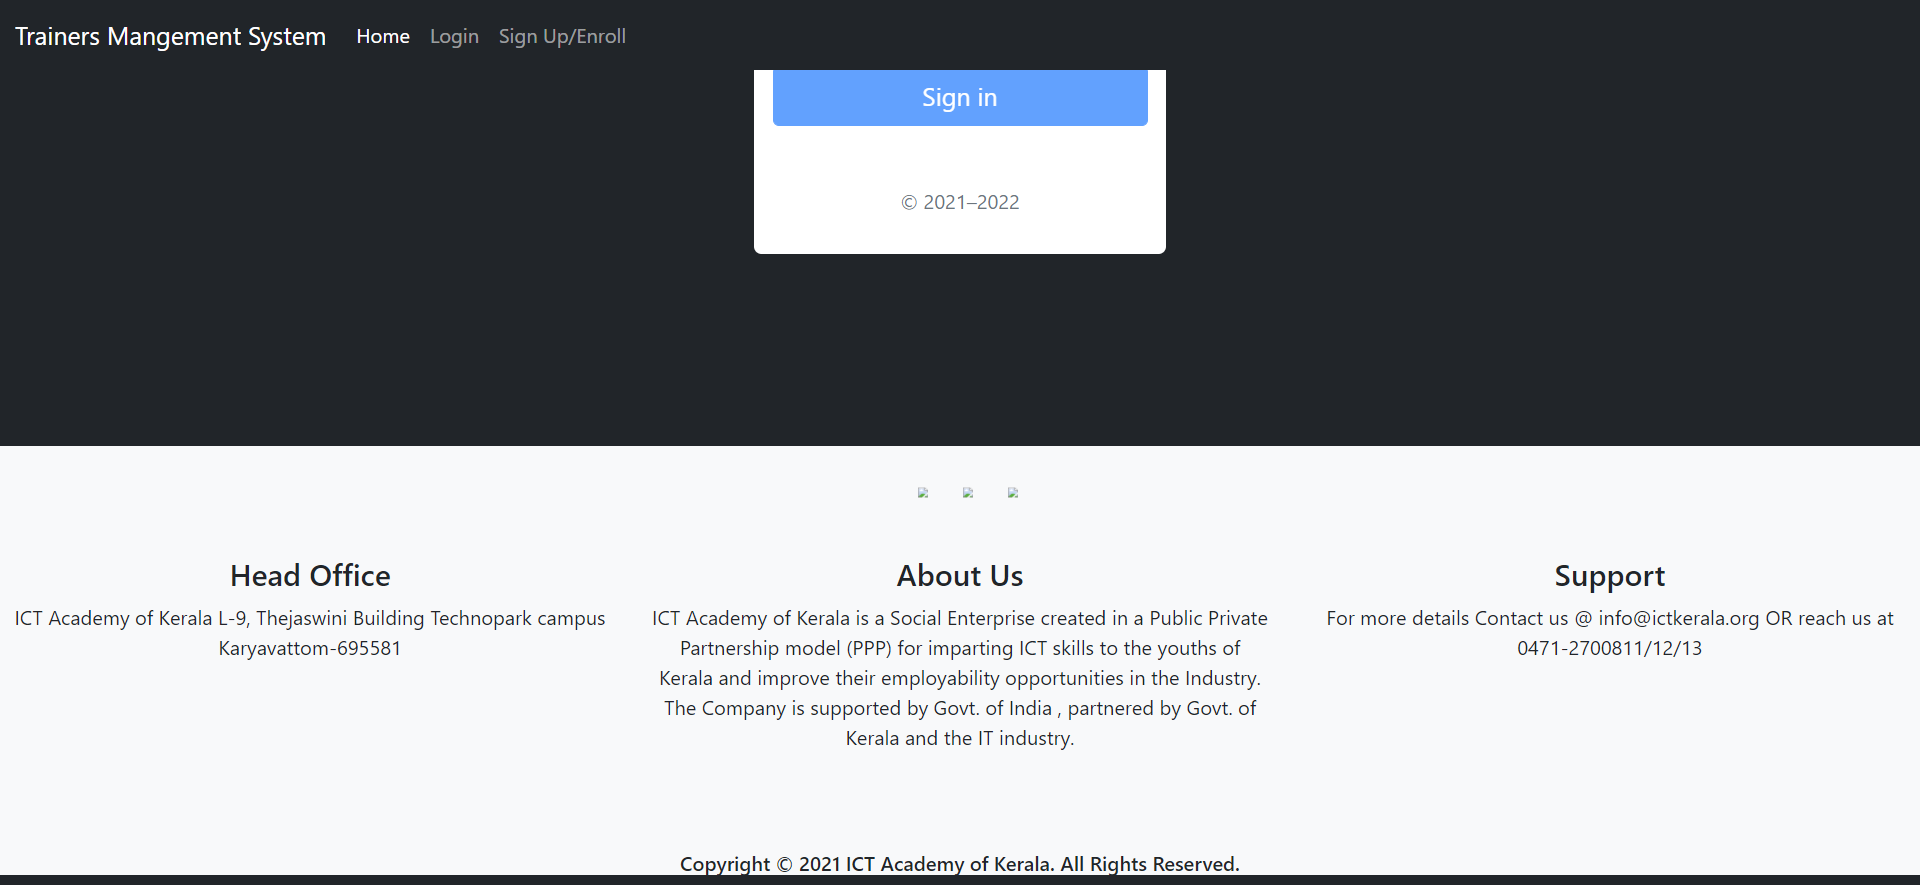 Trainers Mangement System Home Login Sign Up/Enroll
Sign in
© 2021–2022
Head Office
ICT Academy of Kerala L-9, Thejaswini Building Technopark campus
Karyavattom-695581
About Us
ICT Academy of Kerala is a Social Enterprise created in a Public Private
Partnership model (PPP) for imparting ICT skills to the youths of
Kerala and improve their employability opportunities in the Industry.
The Company is supported by Govt. of India , partnered by Govt. of
Kerala and the IT industry.
Support
For more details Contact us @ info@ictkerala.org OR reach us at
0471-2700811/12/13
Copyright © 2021 ICT Academy of Kerala. All Rights Reserved.